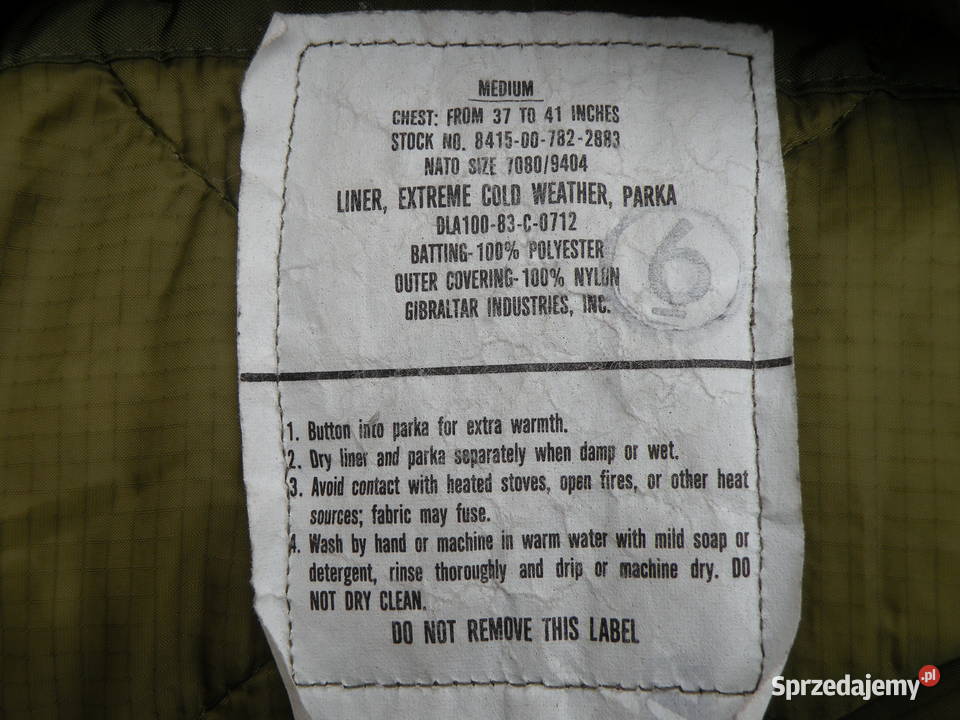 MEDIUM
CHEST: FROM 37 TO 41 INCHES
STOCK NO. 8415-00-782-2883
NATO SIZE 7080/9404
LINER, EXTREME COLD WEATHER, PARKA
DLA100-83-C-0712
BATTING-100% POLYESTER
OUTER COVERING-100% NYLON
GIBRALTAR INDUSTRIES, INC.
6
1. Button into parka for extra warmth.
2. Dry liner and parka separately when damp or wet.
3. Avoid contact with heated stoves, open fires, or other heat
sources; fabric may fuse.
4. Wash by hand or machine in warm water with mild soap or
detergent, rinse thoroughly and drip or machine dry. DO
NOT DRY CLEAN.
DO NOT REMOVE THIS LABEL
Sprzedajemy.pl